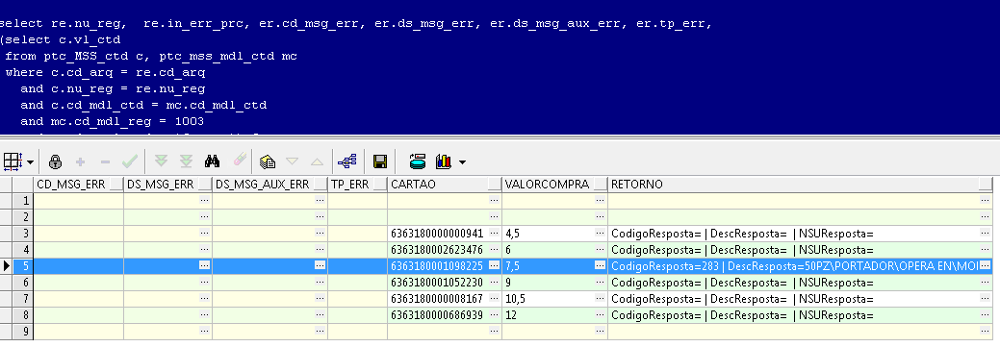 select re.nu_reg,  re.in_err_prc, er.cd_msg_err, er.ds_msg_err, er.ds_msg_aux_err, er.tp_err,
(select c.vl_ctd
from ptc_MSS_ctd c, ptc_mss_mdl_ctd mc
where c.cd_arq = re.cd_arq
and c.nu_reg = re.nu_reg
and c.cd_mdl_ctd = mc.cd_mdl_ctd
and mc.cd_mdl_reg = 1003
CD_MSG_ERR DS_MSG_ERR DS_MSG_AUX_ERR TP_ERR CARTAO VALORCOMPRA RETORNO
1
2
3 6363180000000941 4,5 CodigoResposta= | DescResposta= | NSUResposta=
4 6363180002623476 6 CodigoResposta= | DescResposta= | NSUResposta=
5 6363180001098225 7,5 CodigoResposta=283 | DescResposta=50PZ\PORTADOR\OPERA EN\MOI
6 6363180001052230 9 CodigoResposta= | DescResposta= | NSUResposta=
7 6363180000008167 10,5 CodigoResposta= | DescResposta= | NSUResposta=
8 6363180000686939 12 CodigoResposta= | DescResposta= | NSUResposta=
9